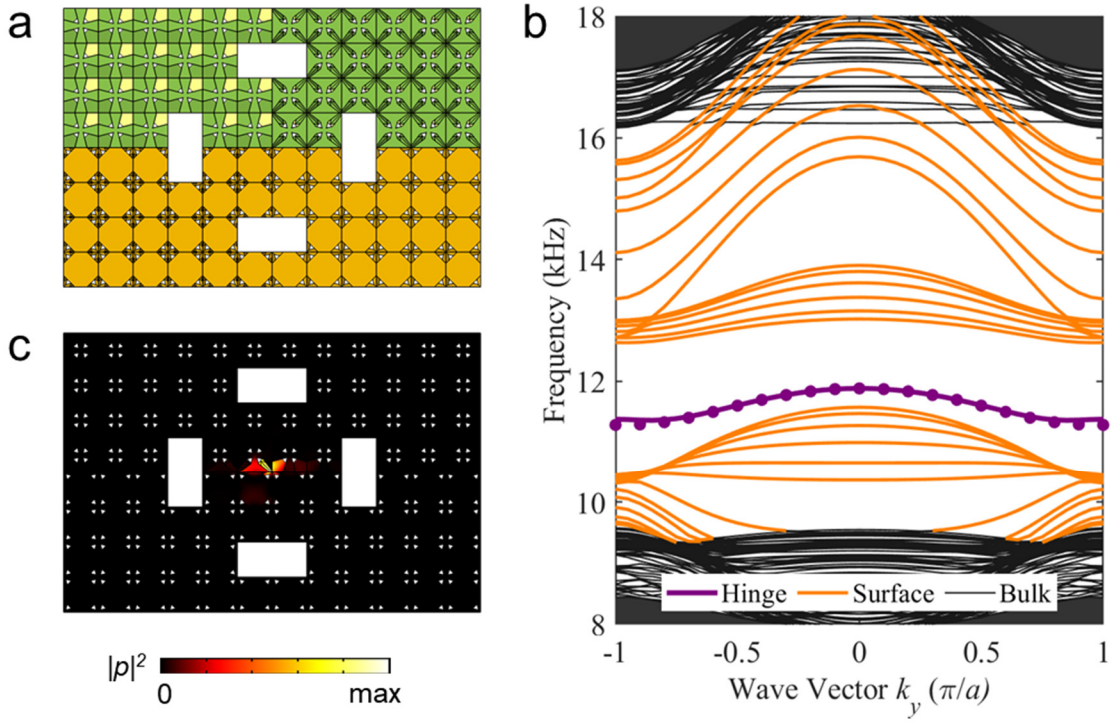 a
b
c
18
16
14
12
10
8
Frequency (kHz)
Hinge Surface Bulk
-1 -0.5 0 0.5 1
Wave Vector k_y (π/a)
|p|²
0 max